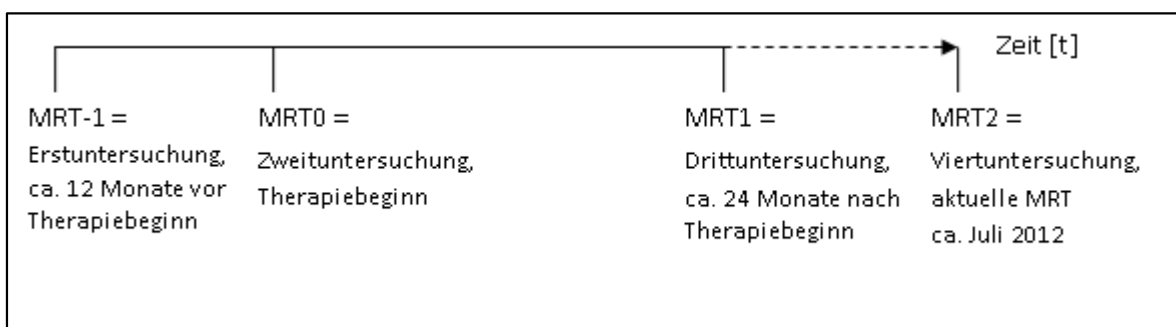 Zeit [t]
MRT-1 =
Erstuntersuchung,
ca. 12 Monate vor
Therapiebeginn
MRT0 =
Zweituntersuchung,
Therapiebeginn
MRT1 =
Drittuntersuchung,
ca. 24 Monate nach
Therapiebeginn
MRT2 =
Viertuntersuchung,
aktuelle MRT
ca. Juli 2012